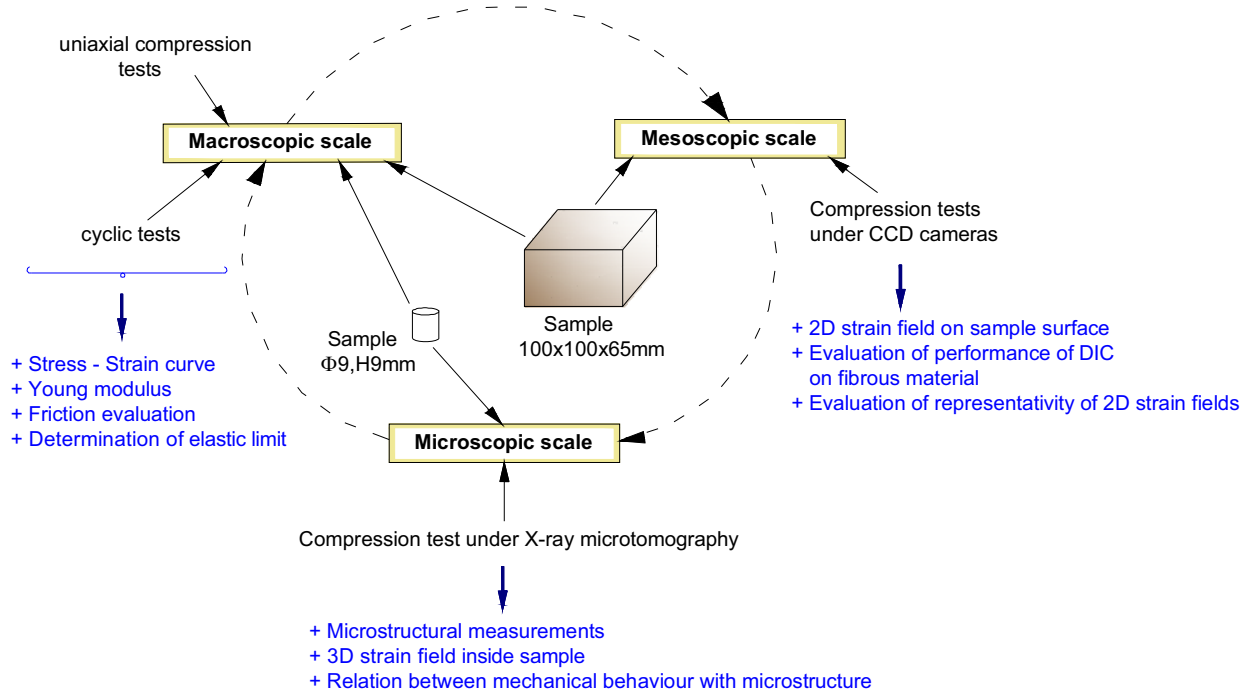 uniaxial compression
tests
Macroscopic scale
Mesoscopic scale
cyclic tests
Compression tests
under CCD cameras
Sample
Φ9,H9mm
Sample
100x100x65mm
+ Stress - Strain curve
+ Young modulus
+ Friction evaluation
+ Determination of elastic limit
+ 2D strain field on sample surface
+ Evaluation of performance of DIC
on fibrous material
+ Evaluation of representativity of 2D strain fields
Microscopic scale
Compression test under X-ray microtomography
+ Microstructural measurements
+ 3D strain field inside sample
+ Relation between mechanical behaviour with microstructure